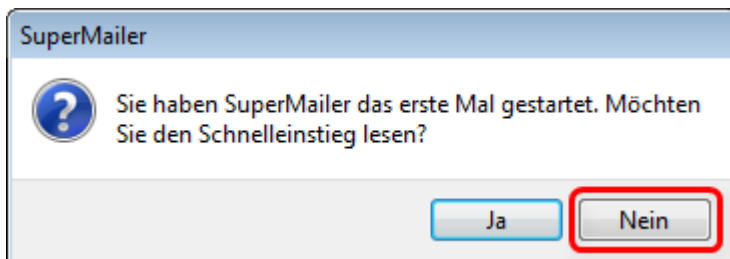 SuperMailer
Sie haben SuperMailer das erste Mal gestartet. Möchten
Sie den Schnelleinstieg lesen?
Ja Nein